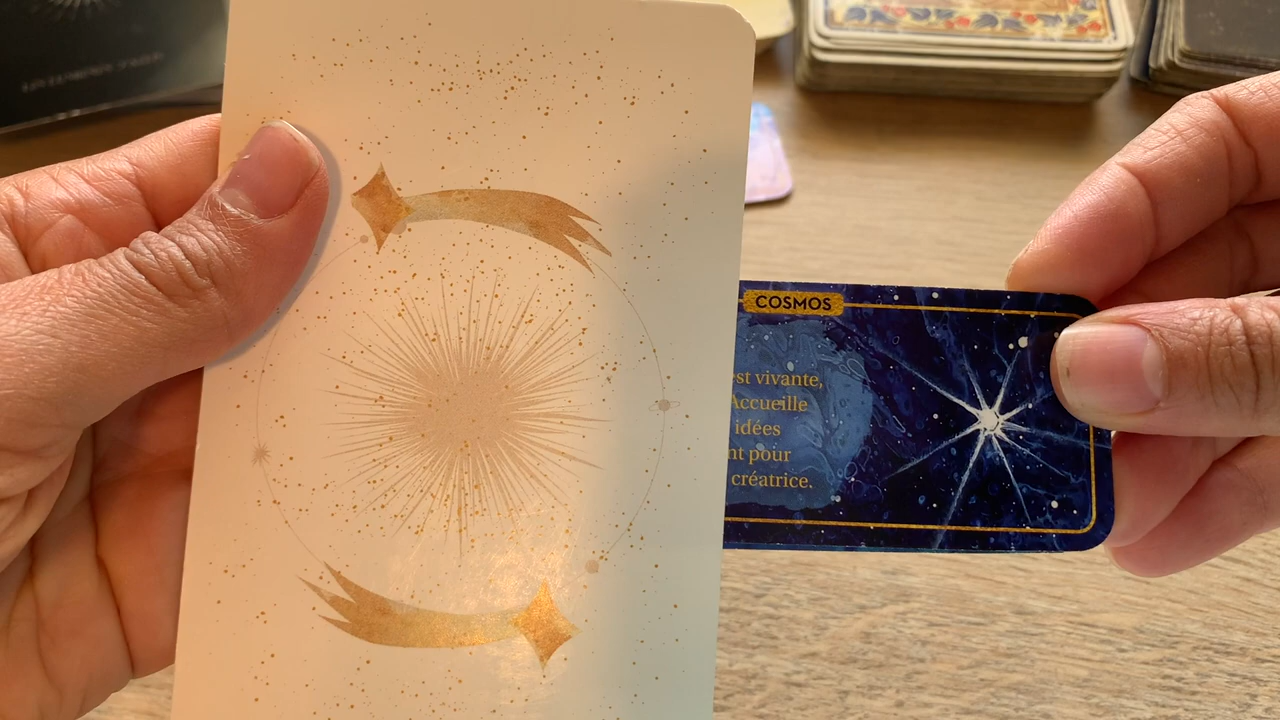 COSMOS
est vivante,
Accueille
idées
nt pour
créatrice.